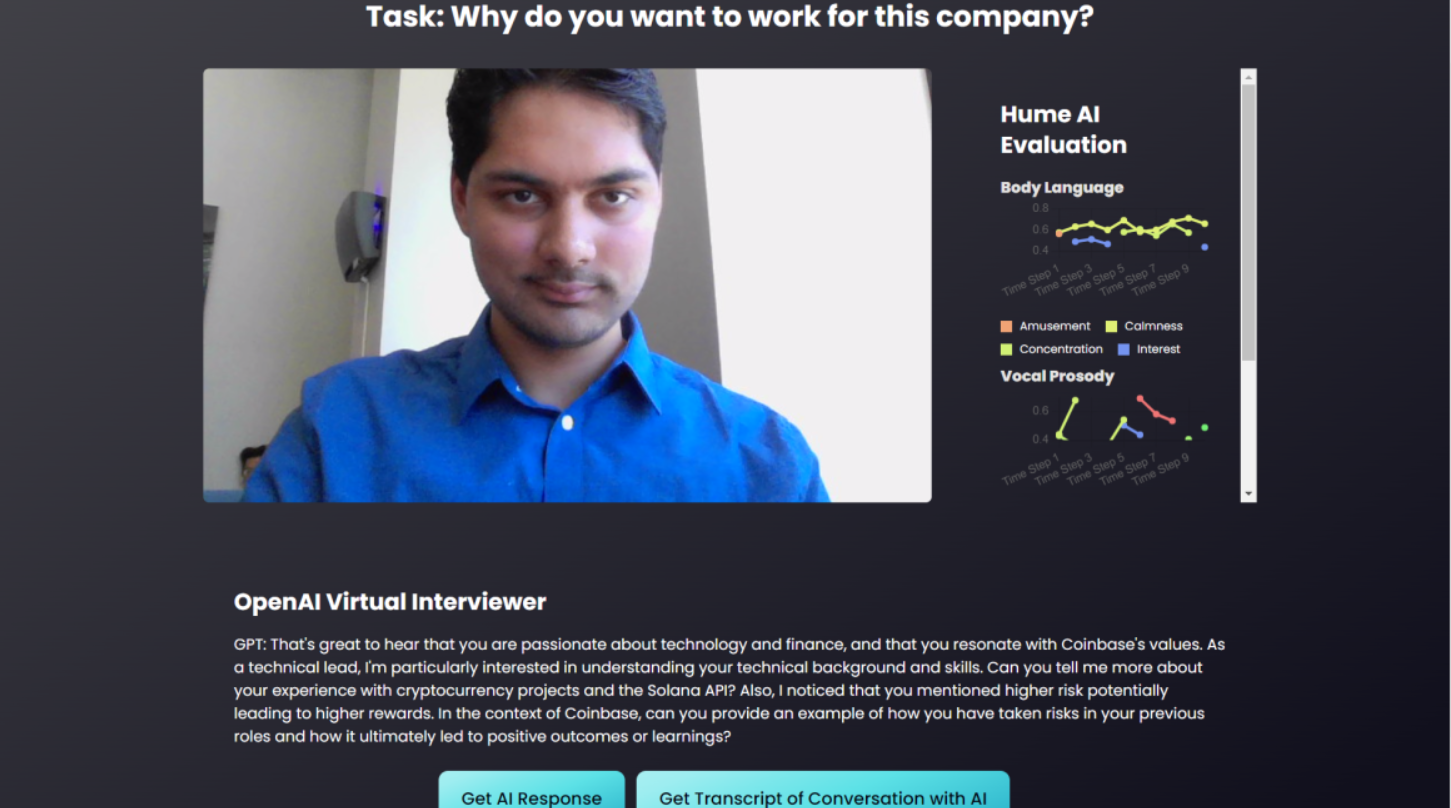 Task: Why do you want to work for this company?
Hume AI
Evaluation
Body Language
0.8
0.6
0.4
Time Step 1
Time Step 3
Time Step 5
Time Step 7
Time Step 9
Amusement
Calmness
Concentration
Interest
Vocal Prosody
0.6
0.4
Time Step 1
Time Step 3
Time Step 5
Time Step 7
Time Step 9
OpenAI Virtual Interviewer
GPT: That's great to hear that you are passionate about technology and finance, and that you resonate with Coinbase's values. As
a technical lead, I'm particularly interested in understanding your technical background and skills. Can you tell me more about
your experience with cryptocurrency projects and the Solana API? Also, I noticed that you mentioned higher risk potentially
leading to higher rewards. In the context of Coinbase, can you provide an example of how you have taken risks in your previous
roles and how it ultimately led to positive outcomes or learnings?
Get AI Response
Get Transcript of Conversation with AI